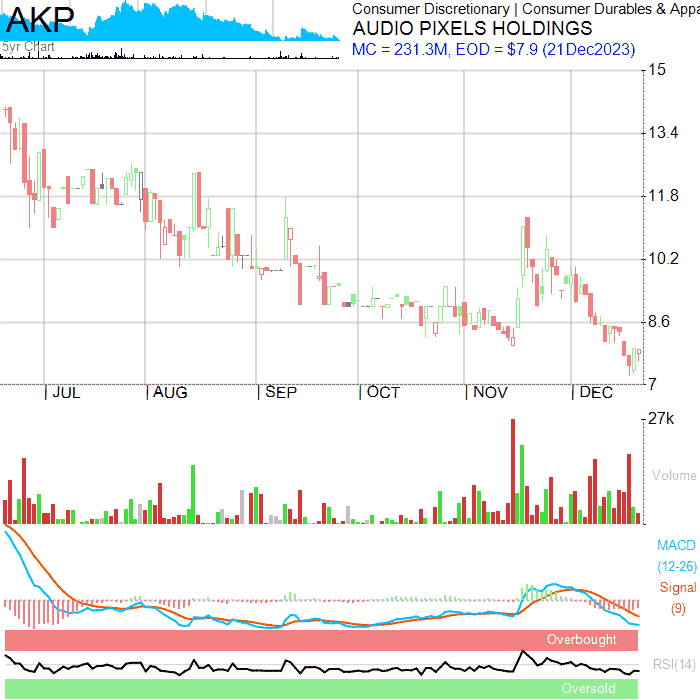 AKP
5yr Chart
Consumer Discretionary | Consumer Durables & Appa
AUDIO PIXELS HOLDINGS
MC = 231.3M, EOD = $7.9 (21Dec2023)
15
13.4
11.8
10.2
8.6
7
JUL AUG SEP OCT NOV DEC
27k
Volume
MACD
(12-26)
Signal
(9)
Overbought
RSI(14)
Oversold